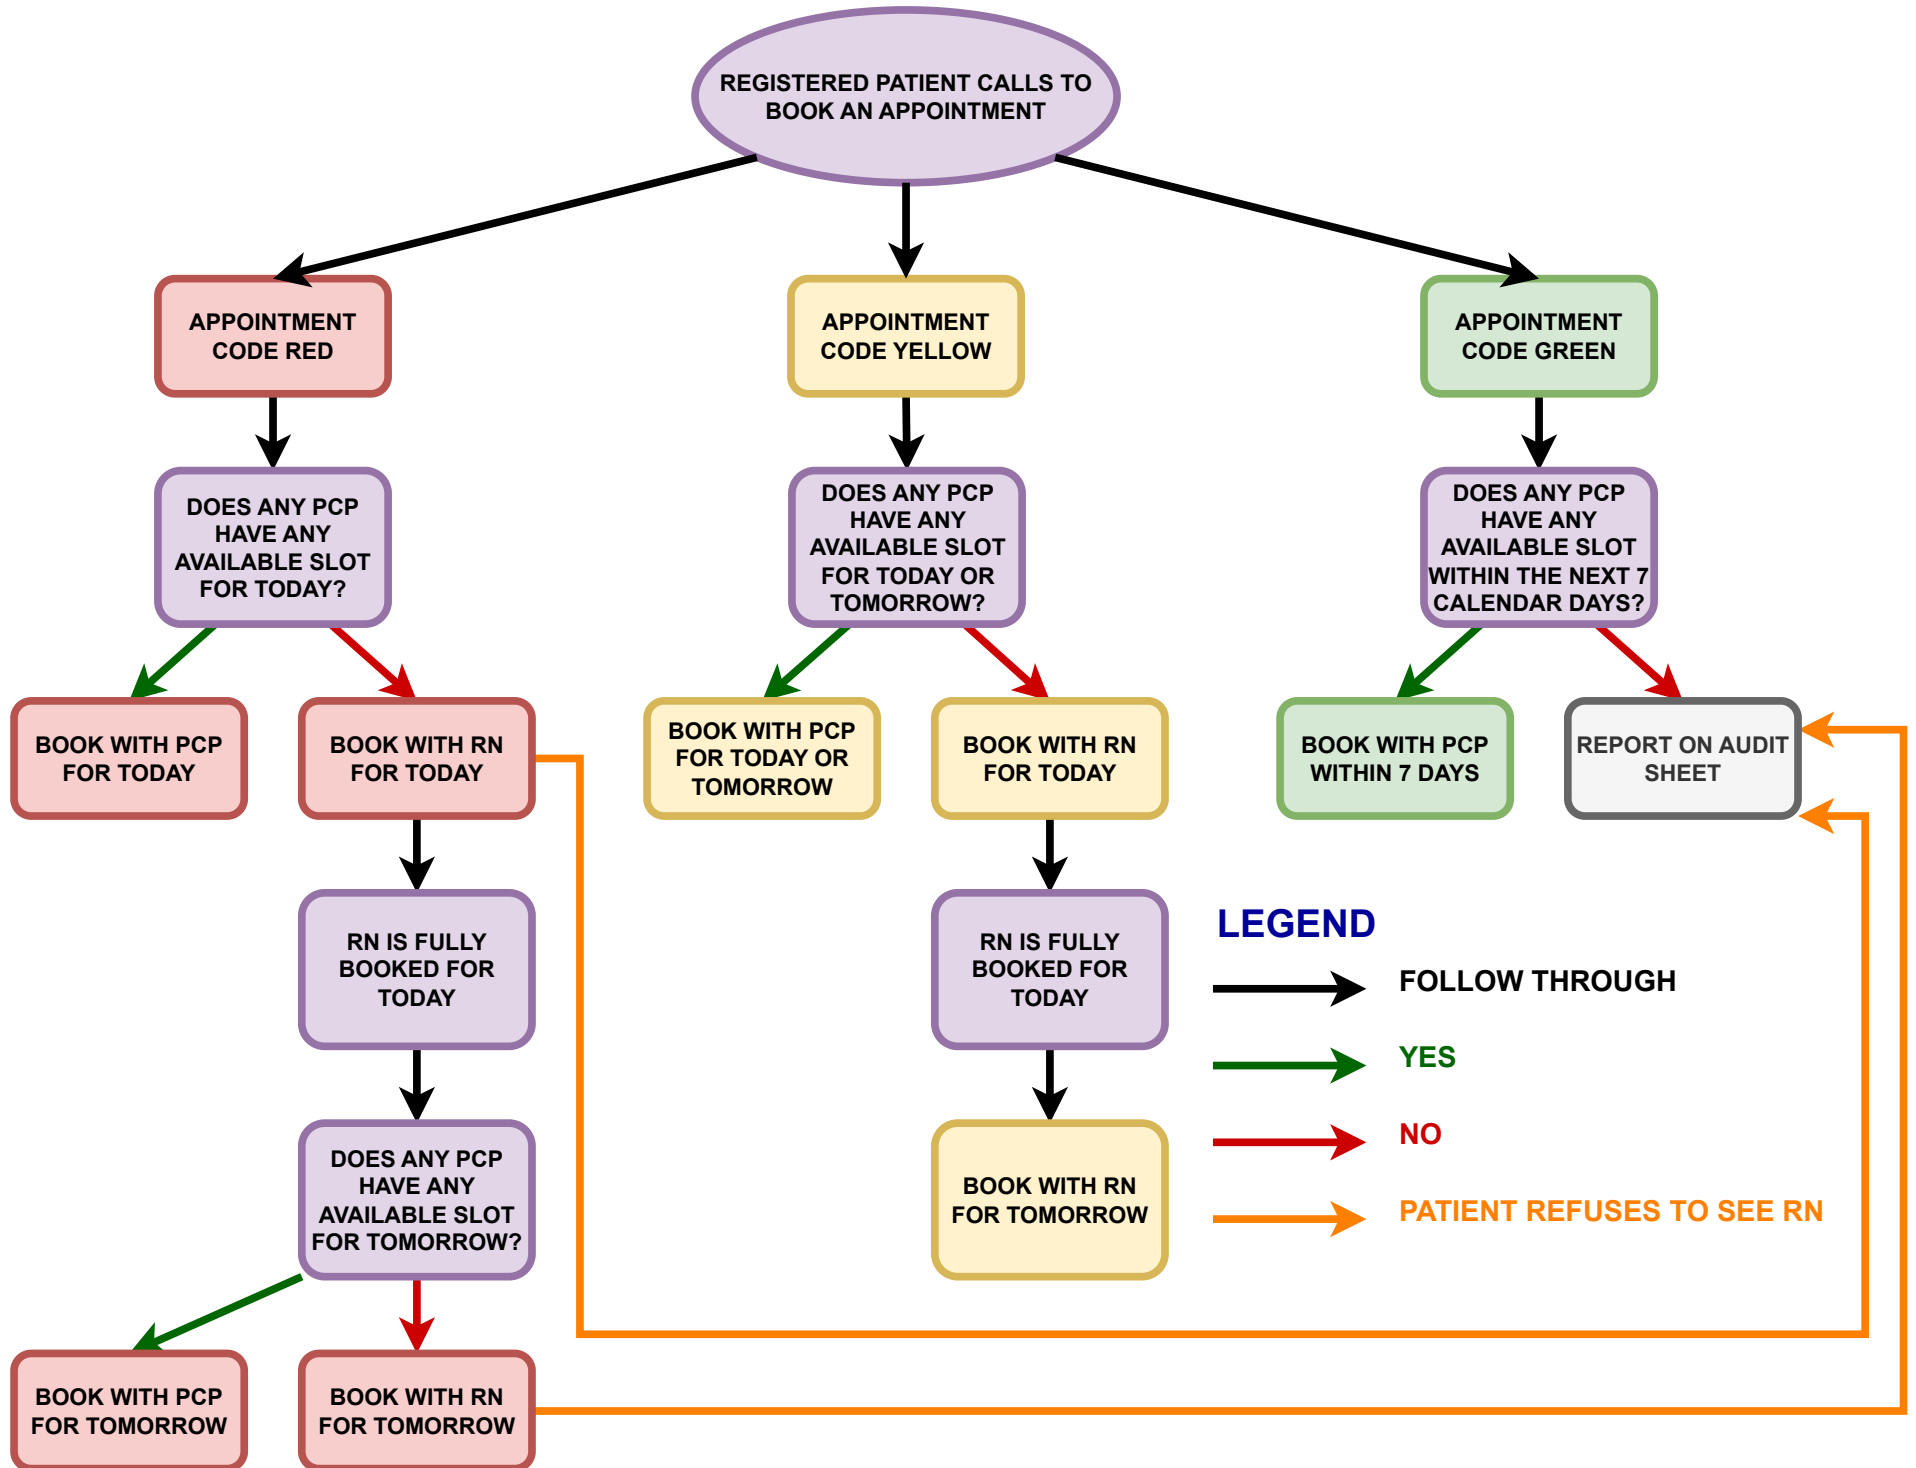 REGISTERED PATIENT CALLS TO
BOOK AN APPOINTMENT
APPOINTMENT
CODE RED
APPOINTMENT
CODE YELLOW
APPOINTMENT
CODE GREEN
DOES ANY PCP
HAVE ANY
AVAILABLE SLOT
FOR TODAY?
DOES ANY PCP
HAVE ANY
AVAILABLE SLOT
FOR TODAY OR
TOMORROW?
DOES ANY PCP
HAVE ANY
AVAILABLE SLOT
WITHIN THE NEXT 7
CALENDAR DAYS?
BOOK WITH PCP
FOR TODAY
BOOK WITH RN
FOR TODAY
BOOK WITH PCP
FOR TODAY OR
TOMORROW
BOOK WITH RN
FOR TODAY
BOOK WITH PCP
WITHIN 7 DAYS
REPORT ON AUDIT
SHEET
RN IS FULLY
BOOKED FOR
TODAY
RN IS FULLY
BOOKED FOR
TODAY
LEGEND
FOLLOW THROUGH
YES
NO
PATIENT REFUSES TO SEE RN
DOES ANY PCP
HAVE ANY
AVAILABLE SLOT
FOR TOMORROW?
BOOK WITH RN
FOR TOMORROW
BOOK WITH PCP
FOR TOMORROW
BOOK WITH RN
FOR TOMORROW